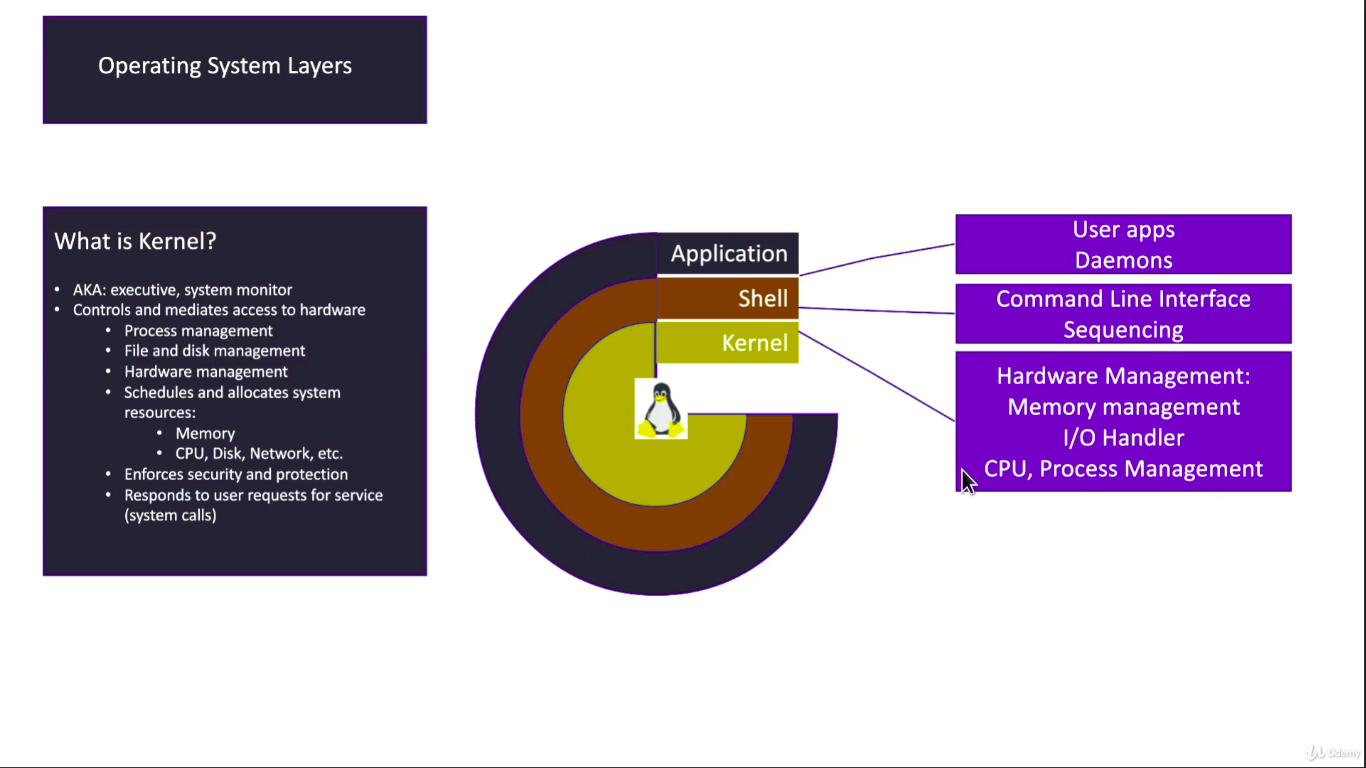 Operating System Layers
What is Kernel?
• AKA: executive, system monitor
• Controls and mediates access to hardware
• Process management
• File and disk management
• Hardware management
• Schedules and allocates system
resources:
• Memory
• CPU, Disk, Network, etc.
• Enforces security and protection
• Responds to user requests for service
(system calls)
Application
Shell
Kernel
User apps
Daemons
Command Line Interface
Sequencing
Hardware Management:
Memory management
I/O Handler
CPU, Process Management
Udemy